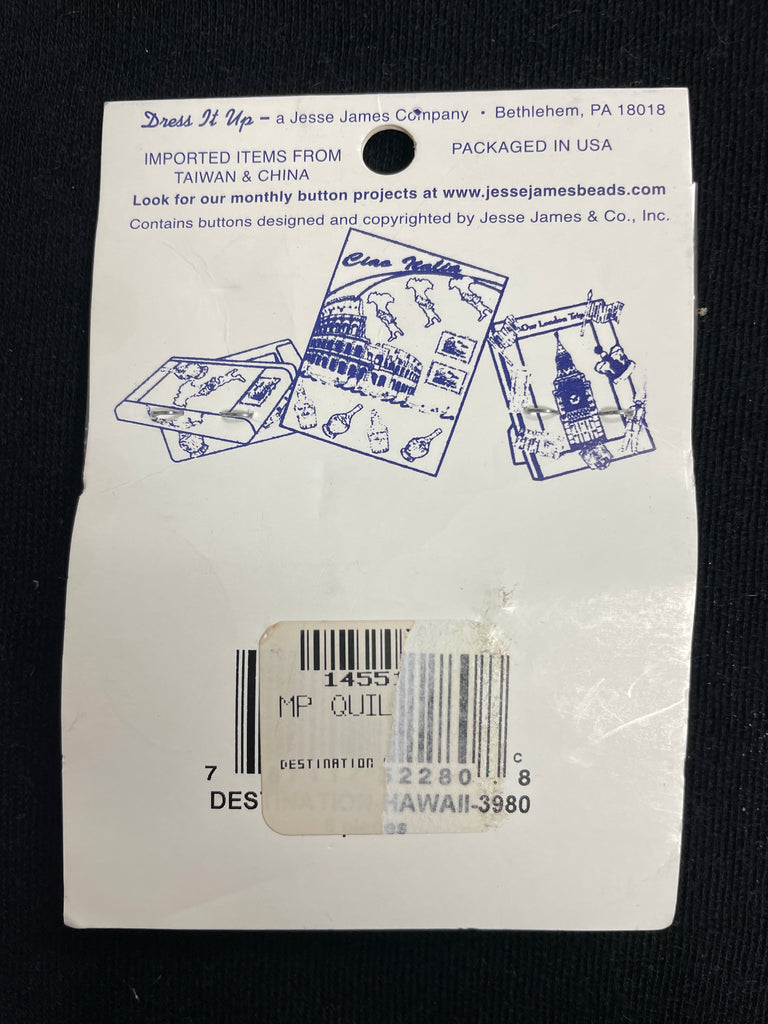 Dress It Up – a Jesse James Company • Bethlehem, PA 18018
IMPORTED ITEMS FROM
TAIWAN & CHINA
PACKAGED IN USA
Look for our monthly button projects at www.jessejamesbeads.com
Contains buttons designed and copyrighted by Jesse James & Co., Inc.
Ciao Italia
Our London Trip
1455
MP QUIL
DESTINATION
7 52280 8
C
DESTINATION HAWAII-3980